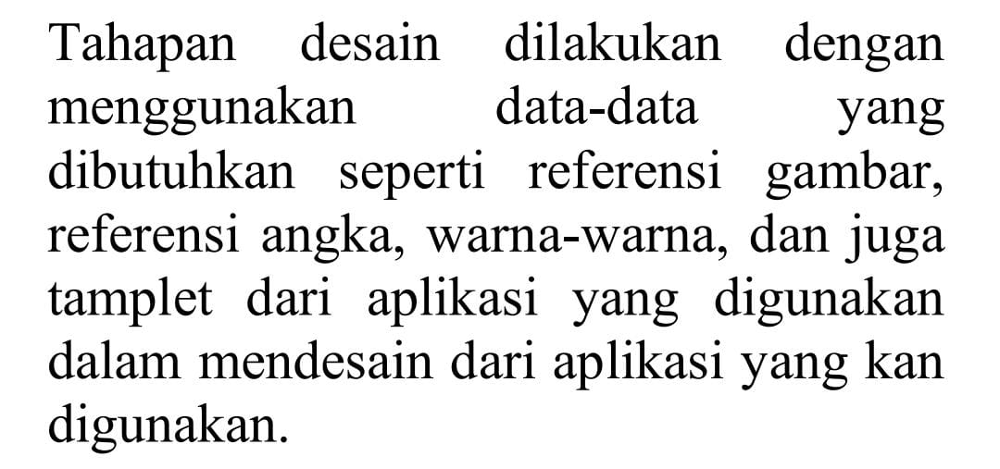 Tahapan desain dilakukan dengan
menggunakan data-data yang
dibutuhkan seperti referensi gambar,
referensi angka, warna-warna, dan juga
tamplet dari aplikasi yang digunakan
dalam mendesain dari aplikasi yang kan
digunakan.